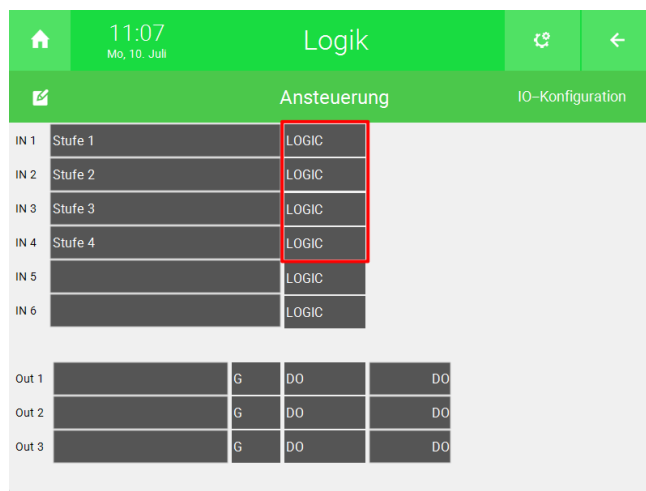 11:07
Mo, 10. Juli
Logik
Ansteuerung
IO–Konfiguration
IN 1 Stufe 1 LOGIC
IN 2 Stufe 2 LOGIC
IN 3 Stufe 3 LOGIC
IN 4 Stufe 4 LOGIC
IN 5 LOGIC
IN 6 LOGIC
Out 1 G DO DO
Out 2 G DO DO
Out 3 G DO DO